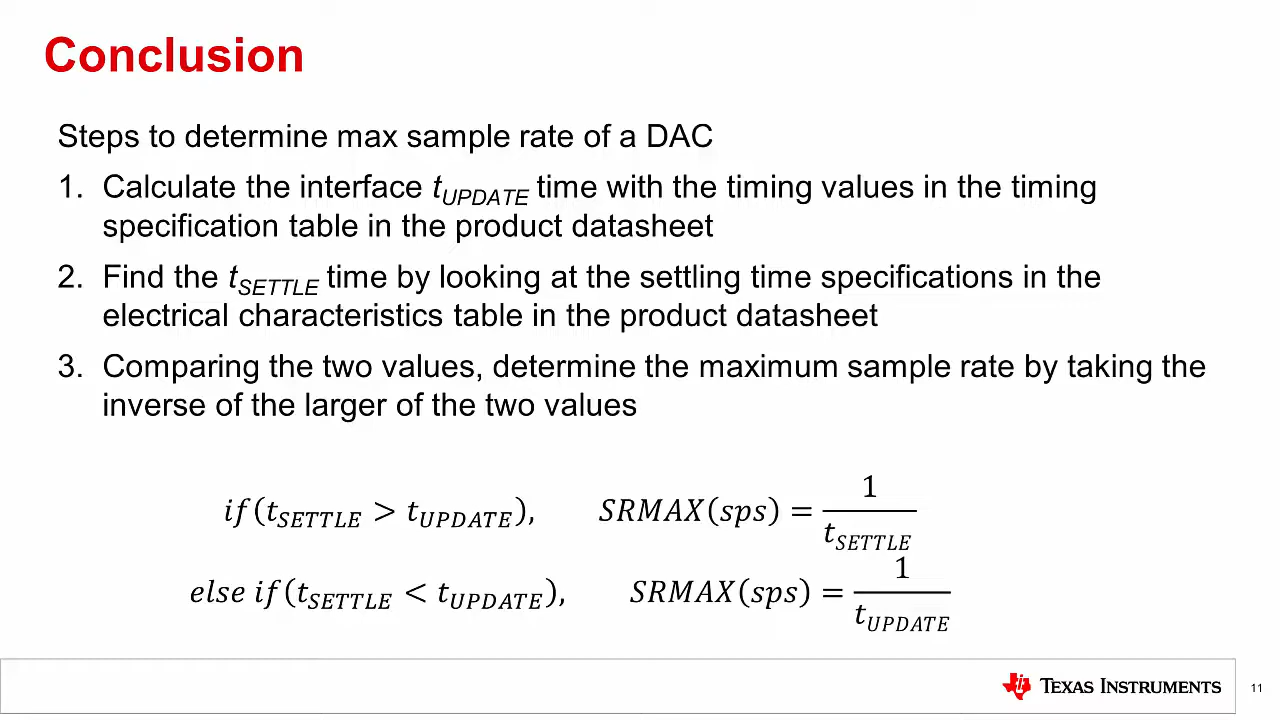 Conclusion
Steps to determine max sample rate of a DAC
1. Calculate the interface tUPDATE time with the timing values in the timing
specification table in the product datasheet
2. Find the tSETTLE time by looking at the settling time specifications in the
electrical characteristics table in the product datasheet
3. Comparing the two values, determine the maximum sample rate by taking the
inverse of the larger of the two values
if(tSETTLE > tUPDATE), SRMAX(sps) = 1/tSETTLE
else if(tSETTLE < tUPDATE), SRMAX(sps) = 1/tUPDATE
TEXAS INSTRUMENTS
11